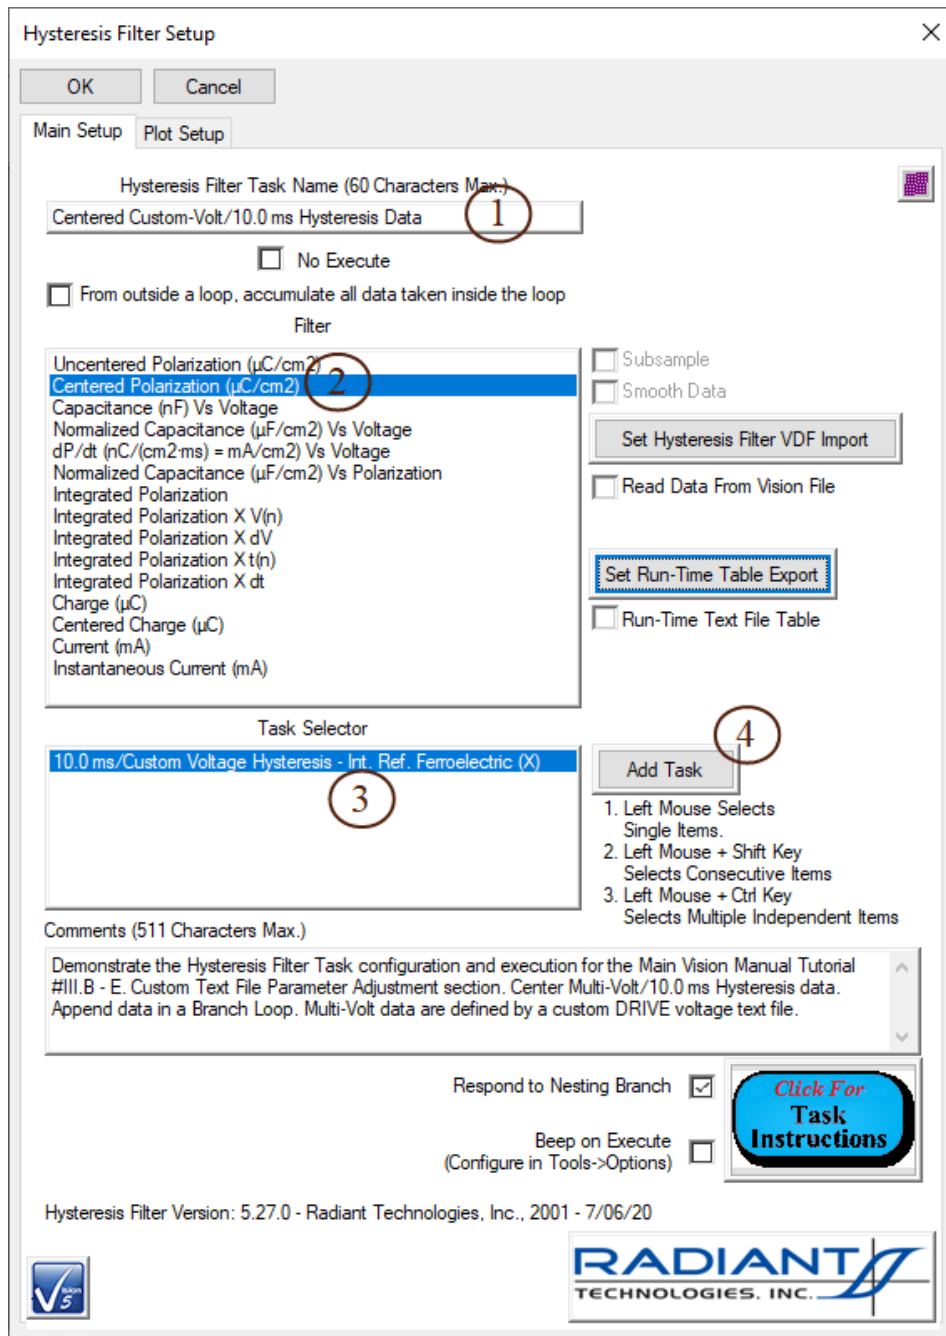 Hysteresis Filter Setup
OK
Cancel
Main Setup
Plot Setup
Hysteresis Filter Task Name (60 Characters Max.)
Centered Custom-Volt/10.0 ms Hysteresis Data
1
No Execute
From outside a loop, accumulate all data taken inside the loop
Filter
Uncentered Polarization (µC/cm2)
Centered Polarization (µC/cm2)
2
Capacitance (nF) Vs Voltage
Normalized Capacitance (µF/cm2) Vs Voltage
dP/dt (nC/(cm2·ms) = mA/cm2) Vs Voltage
Normalized Capacitance (µF/cm2) Vs Polarization
Integrated Polarization
Integrated Polarization X V(n)
Integrated Polarization X dV
Integrated Polarization X t(n)
Integrated Polarization X dt
Charge (µC)
Centered Charge (µC)
Current (mA)
Instantaneous Current (mA)
Subsample
Smooth Data
Set Hysteresis Filter VDF Import
Read Data From Vision File
Set Run-Time Table Export
Run-Time Text File Table
Task Selector
10.0 ms/Custom Voltage Hysteresis - Int. Ref. Ferroelectric (X)
3
4
Add Task
1. Left Mouse Selects
Single Items.
2. Left Mouse + Shift Key
Selects Consecutive Items
3. Left Mouse + Ctrl Key
Selects Multiple Independent Items
Comments (511 Characters Max.)
Demonstrate the Hysteresis Filter Task configuration and execution for the Main Vision Manual Tutorial
#III.B - E. Custom Text File Parameter Adjustment section. Center Multi-Volt/10.0 ms Hysteresis data.
Append data in a Branch Loop. Multi-Volt data are defined by a custom DRIVE voltage text file.
Respond to Nesting Branch
Beep on Execute
(Configure in Tools->Options)
Click For
Task
Instructions
Hysteresis Filter Version: 5.27.0 - Radiant Technologies, Inc., 2001 - 7/06/20
Vision
5
RADIANT
TECHNOLOGIES, INC.